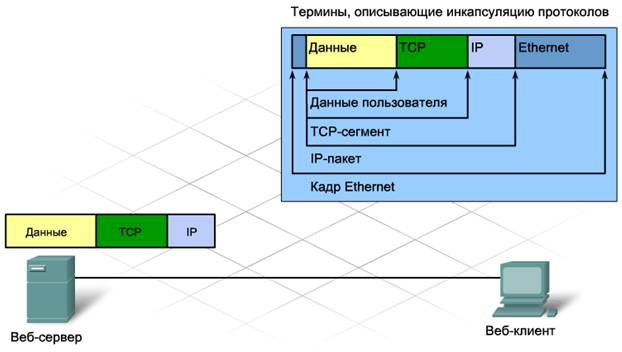 Термины, описывающие инкапсуляцию протоколов
Данные TCP IP Ethernet
Данные пользователя
TCP-сегмент
IP-пакет
Кадр Ethernet
Данные TCP IP
Веб-сервер
Веб-клиент